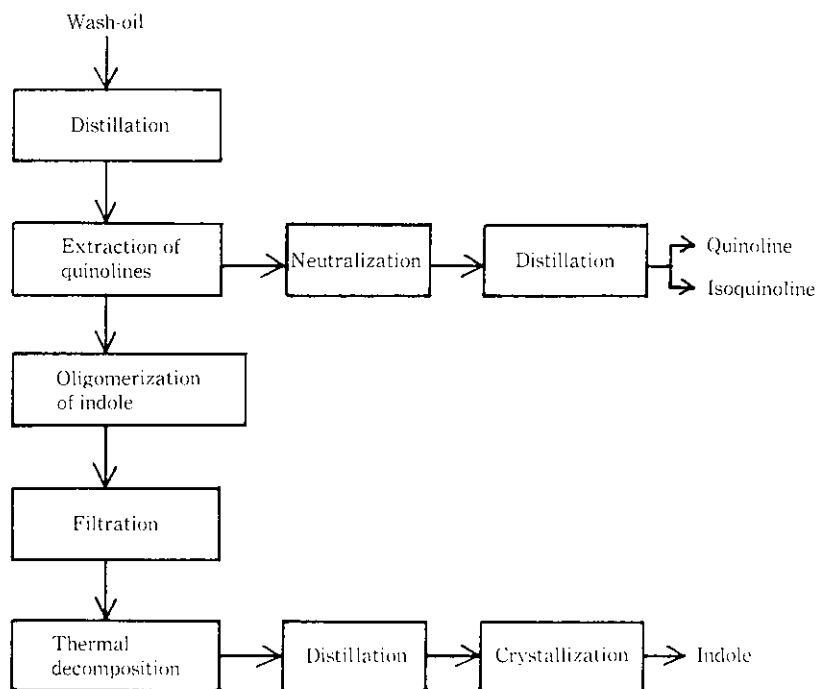 Wash-oil
Distillation
Extraction of
quinolines
Neutralization
Distillation
Quinoline
Isoquinoline
Oligomerization
of indole
Filtration
Thermal
decomposition
Distillation
Crystallization
Indole